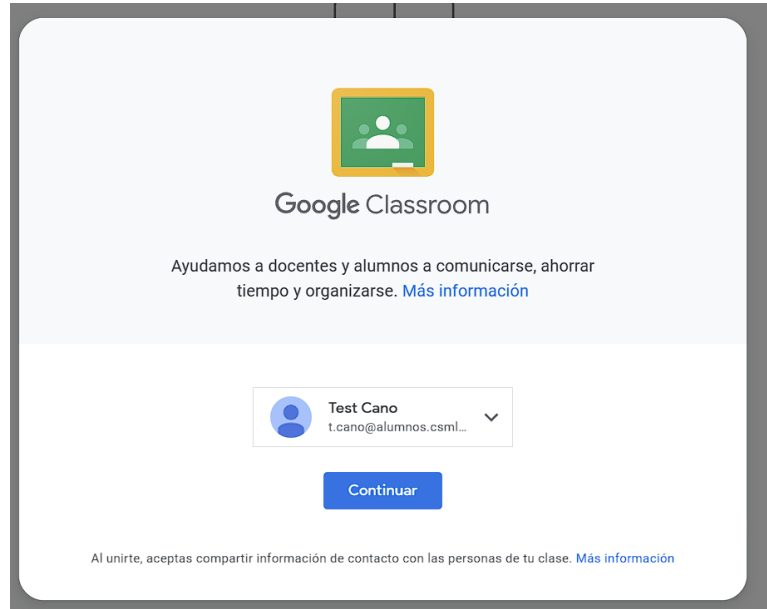 Google Classroom
Ayudamos a docentes y alumnos a comunicarse, ahorrar
tiempo y organizarse. Más información
Test Cano
t.cano@alumnos.csml...
Continuar
Al unirte, aceptas compartir información de contacto con las personas de tu clase. Más información